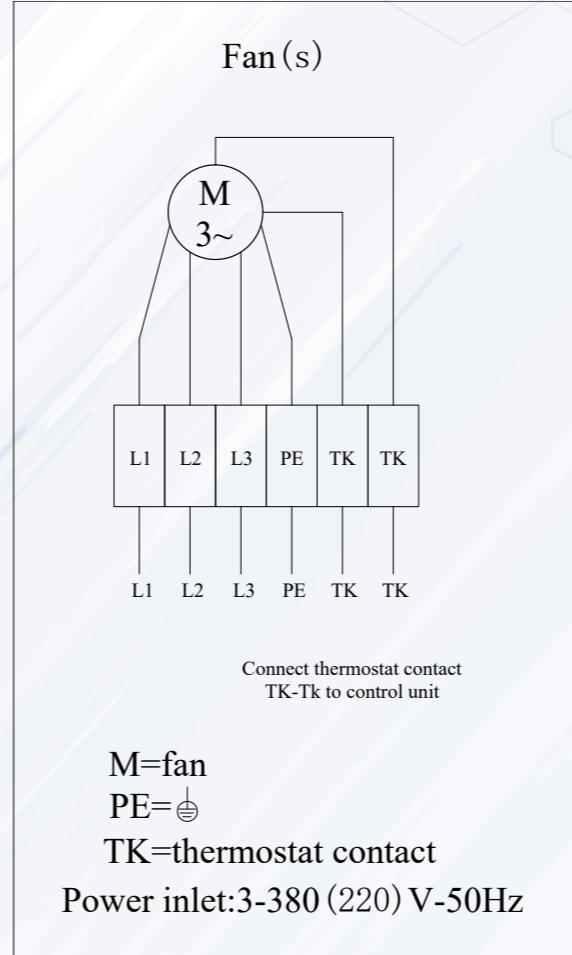 Fan(s)
M
3~
L1 L2 L3 PE TK TK
L1 L2 L3 PE TK TK
Connect thermostat contact
TK-Tk to control unit
M=fan
PE=
TK=thermostat contact
Power inlet:3-380(220)V-50Hz